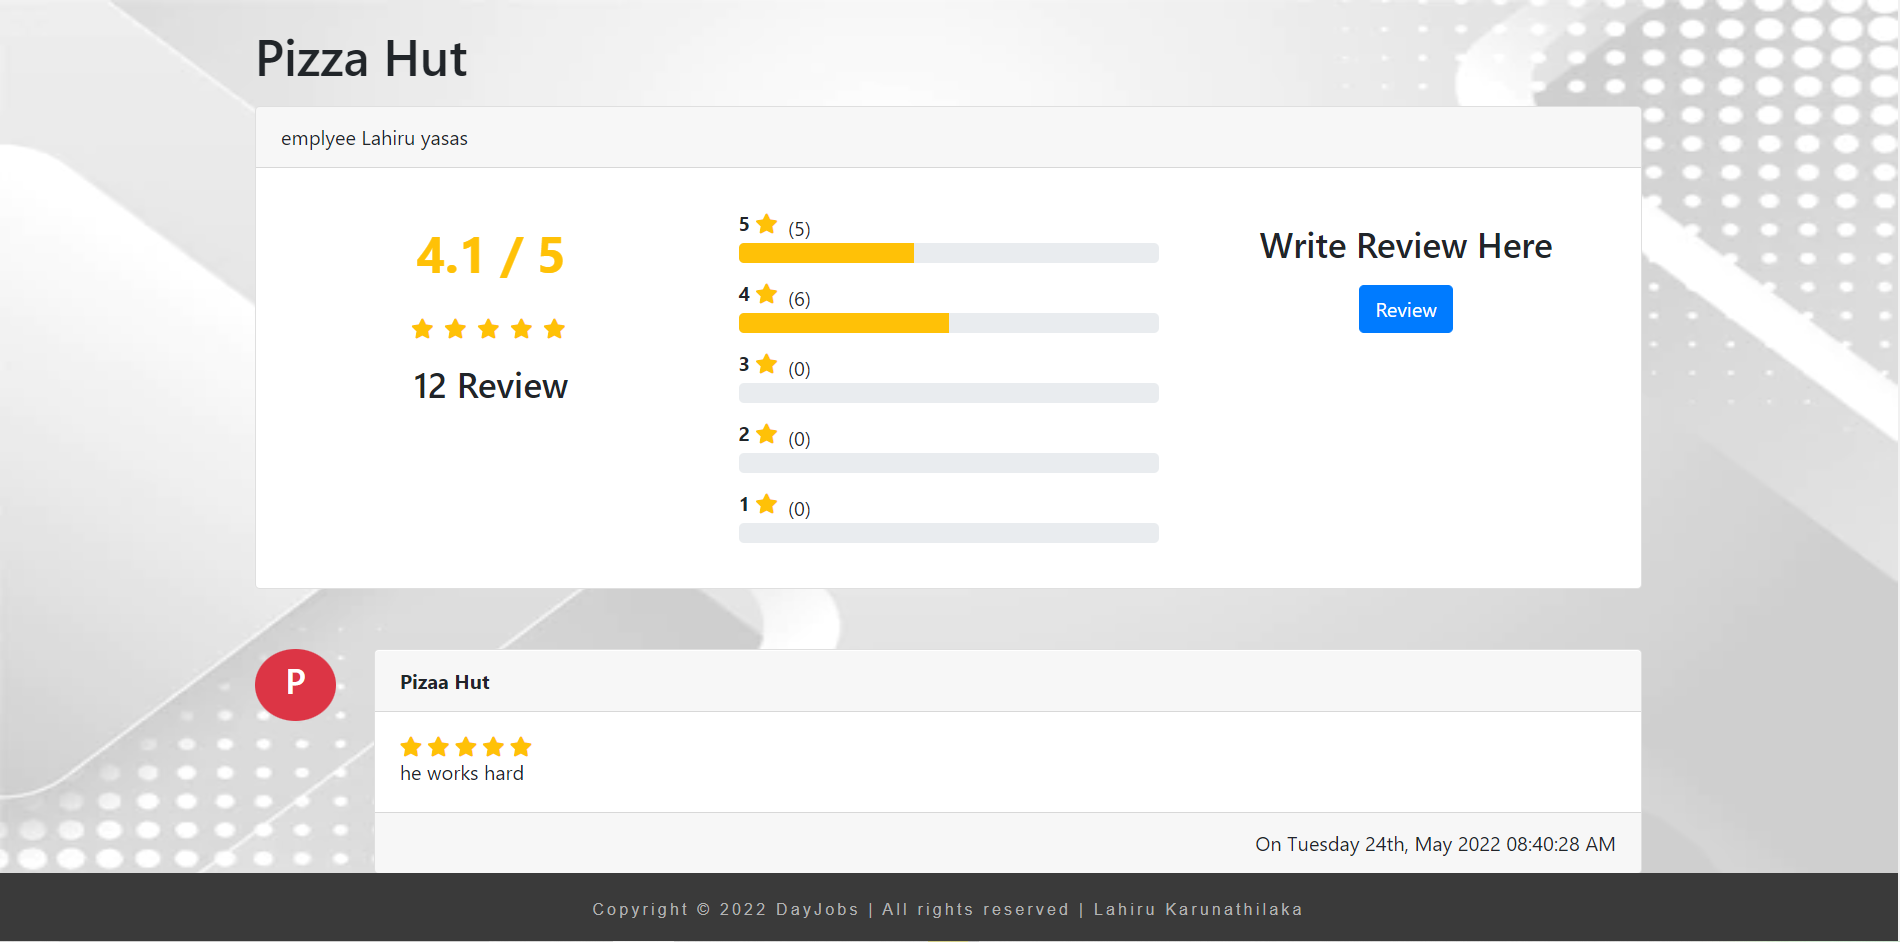 Pizza Hut
emplyee Lahiru yasas
4.1 / 5
12 Review
5 (5)
4 (6)
3 (0)
2 (0)
1 (0)
Write Review Here
Review
P
Pizaa Hut
he works hard
On Tuesday 24th, May 2022 08:40:28 AM
Copyright © 2022 DayJobs | All rights reserved | Lahiru Karunathilaka